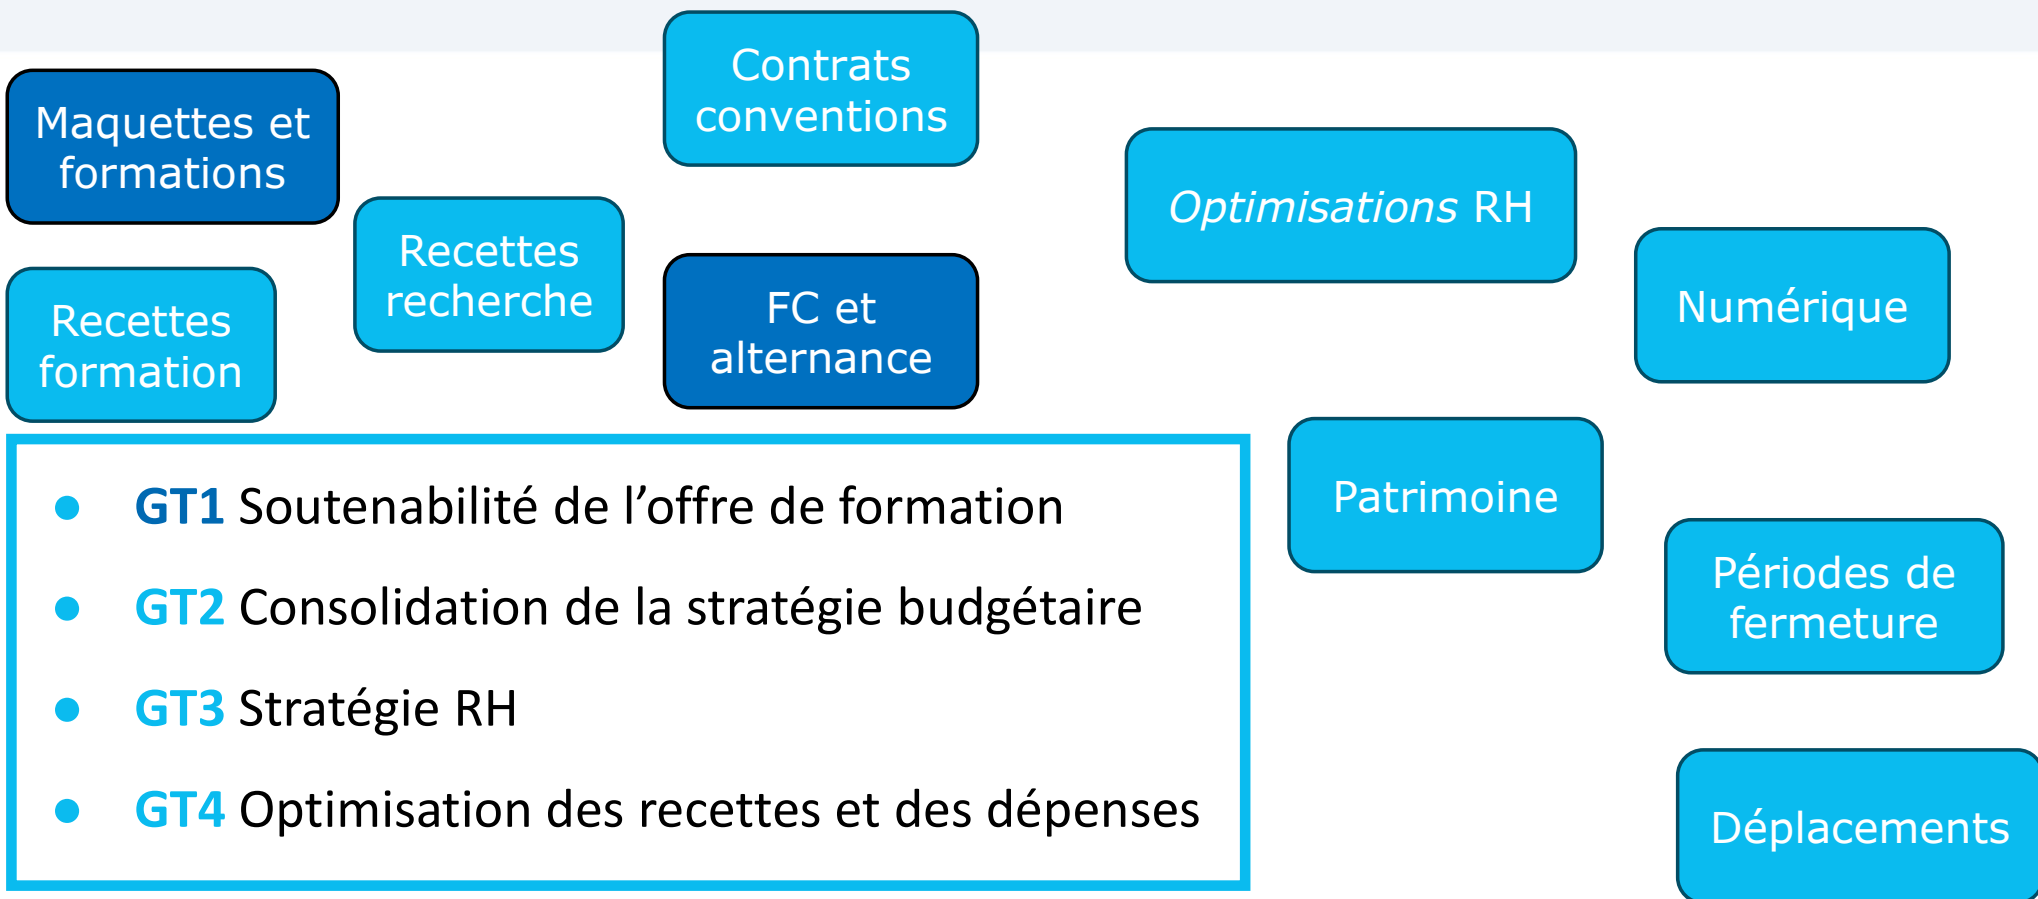 Contrats
conventions
Maquettes et
formations
Optimisations RH
Recettes
recherche
Numérique
FC et
alternance
Recettes
formation
Patrimoine
GT1 Soutenabilité de l’offre de formation
GT2 Consolidation de la stratégie budgétaire
GT3 Stratégie RH
GT4 Optimisation des recettes et des dépenses
Périodes de
fermeture
Déplacements